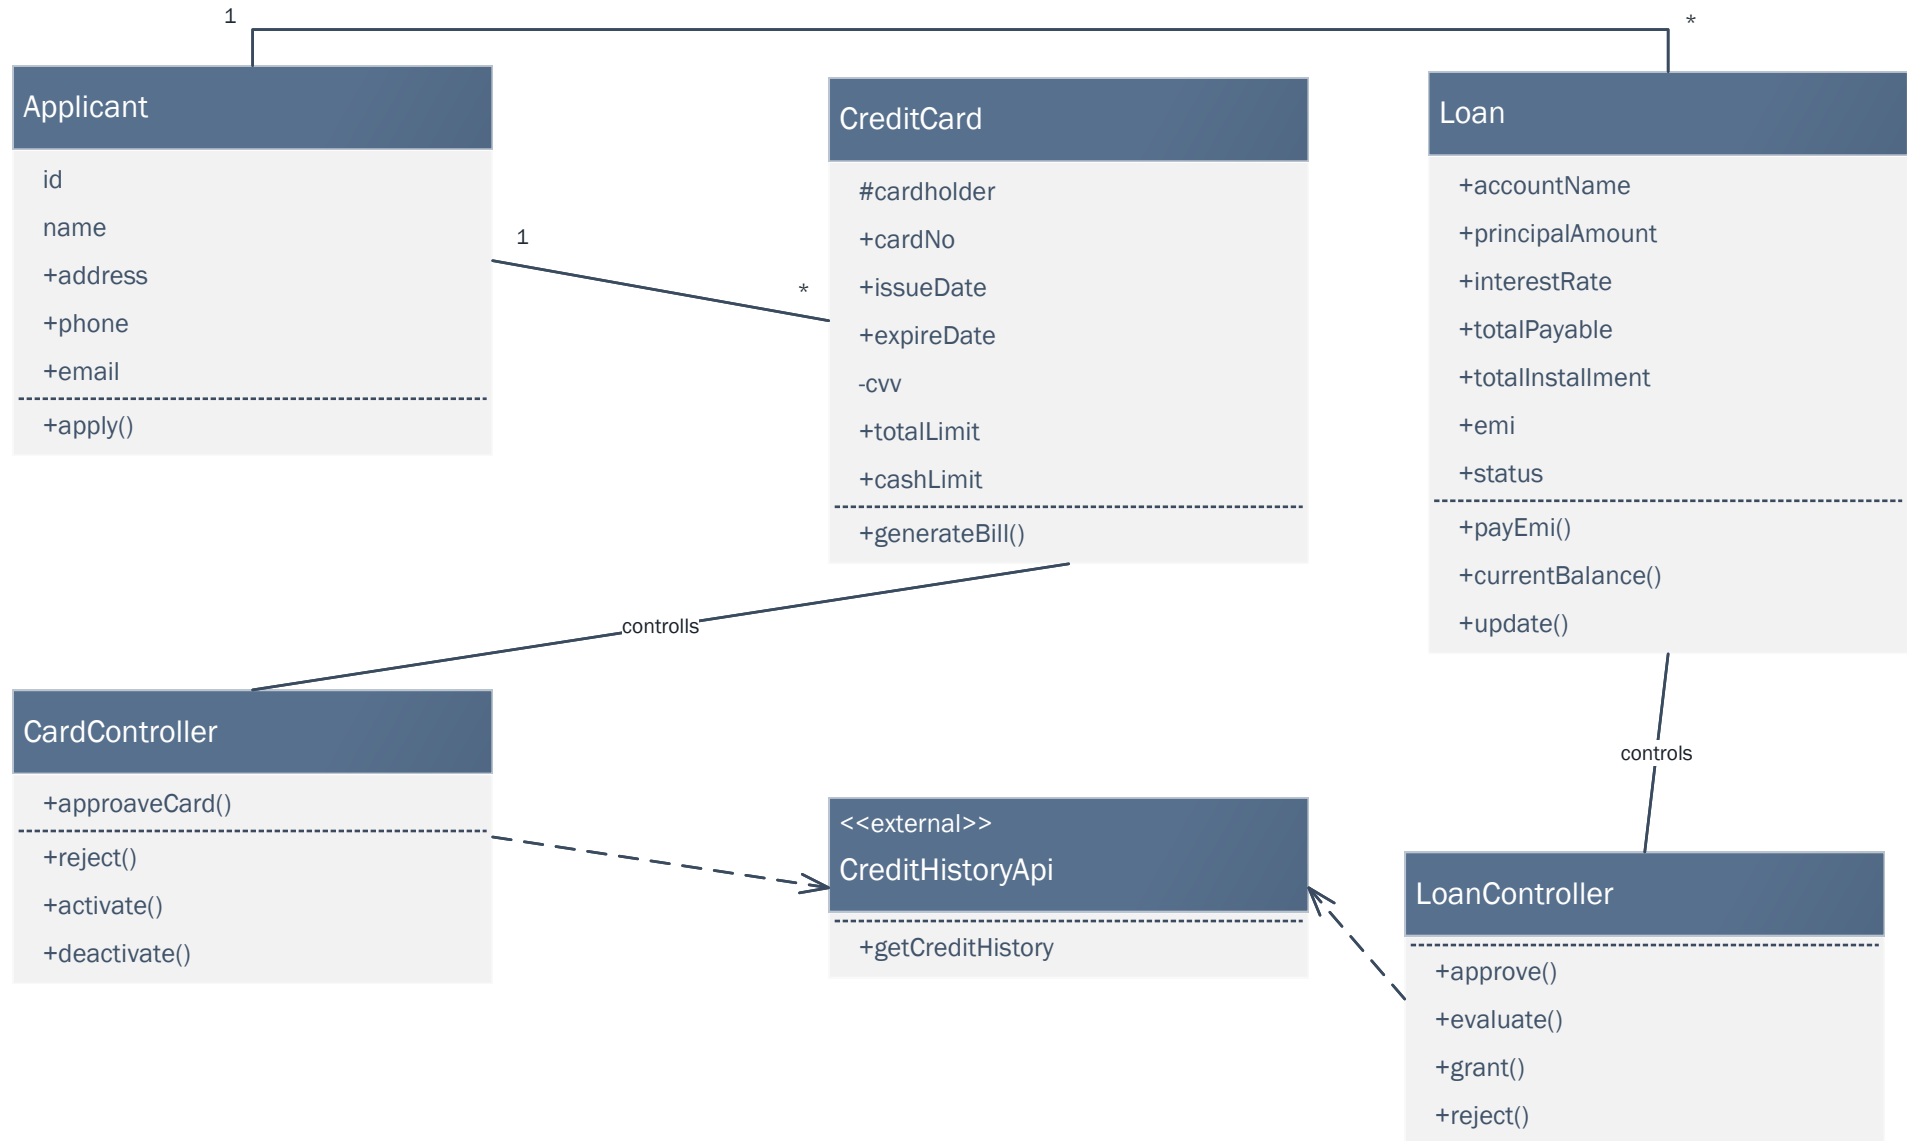 1
*
Applicant
id
name
+address
+phone
+email
+apply()
1
*
CreditCard
#cardholder
+cardNo
+issueDate
+expireDate
-cvv
+totalLimit
+cashLimit
+generateBill()
Loan
+accountName
+principalAmount
+interestRate
+totalPayable
+totalInstallment
+emi
+status
+payEmi()
+currentBalance()
+update()
controlls
controls
CardController
+approaveCard()
+reject()
+activate()
+deactivate()
<<external>>
CreditHistoryApi
+getCreditHistory
LoanController
+approve()
+evaluate()
+grant()
+reject()